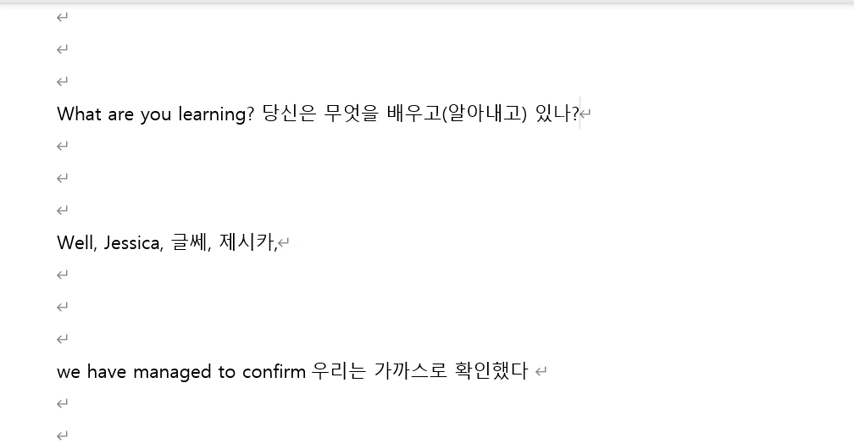 What are you learning? 당신은 무엇을 배우고(알아내고) 있나?
Well, Jessica, 글쎄, 제시카,
we have managed to confirm 우리는 가까스로 확인했다